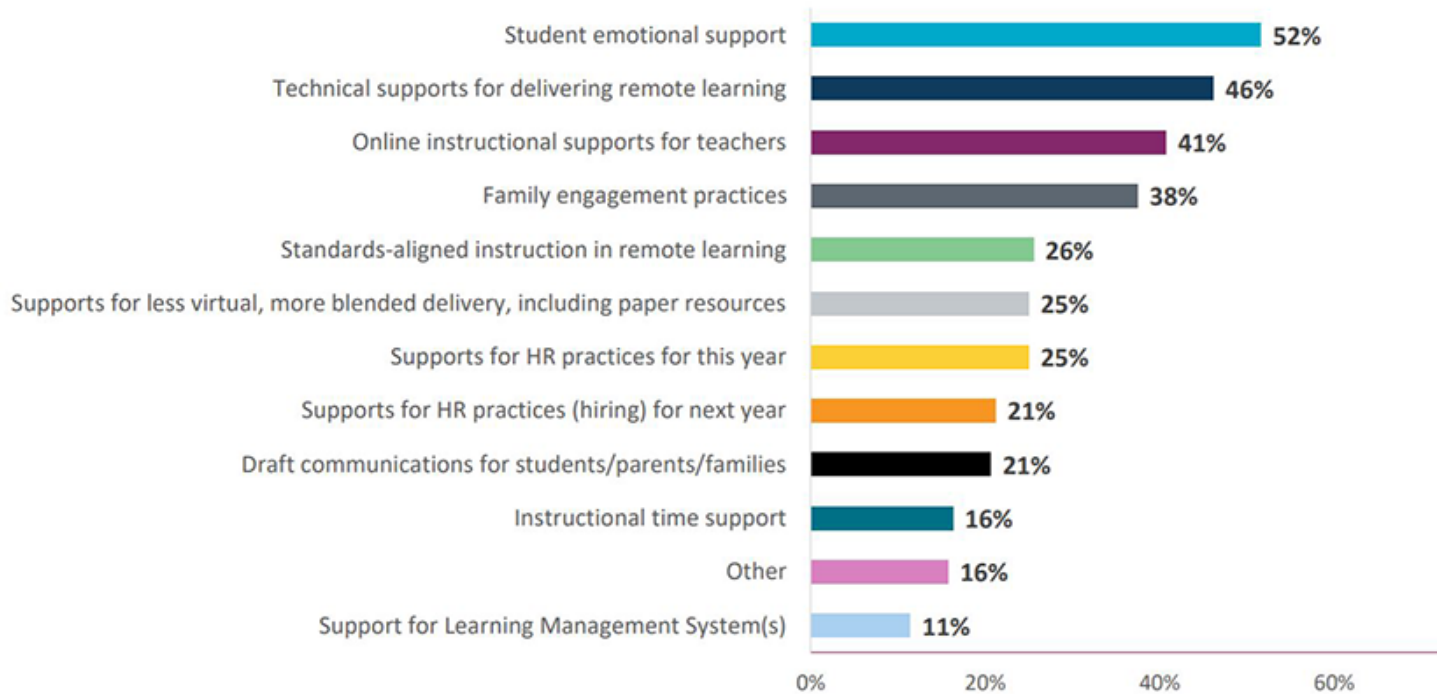 Student emotional support 52%
Technical supports for delivering remote learning 46%
Online instructional supports for teachers 41%
Family engagement practices 38%
Standards-aligned instruction in remote learning 26%
Supports for less virtual, more blended delivery, including paper resources 25%
Supports for HR practices for this year 25%
Supports for HR practices (hiring) for next year 21%
Draft communications for students/parents/families 21%
Instructional time support 16%
Other 16%
Support for Learning Management System(s) 11%
0% 20% 40% 60%